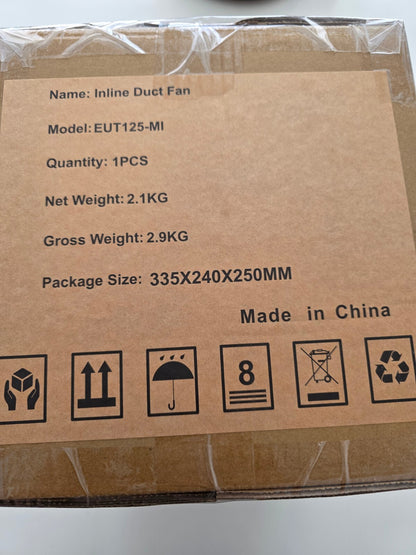 Name: Inline Duct Fan
Model: EUT125-MI
Quantity: 1PCS
Net Weight: 2.1KG
Gross Weight: 2.9KG
Package Size: 335X240X250MM
Made in China
8